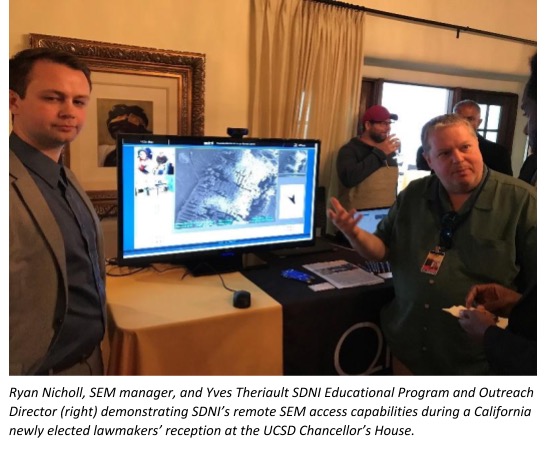 Ryan Nicholl, SEM manager, and Yves Theriault SDNI Educational Program and Outreach
Director (right) demonstrating SDNI's remote SEM access capabilities during a California
newly elected lawmakers' reception at the UCSD Chancellor's House.